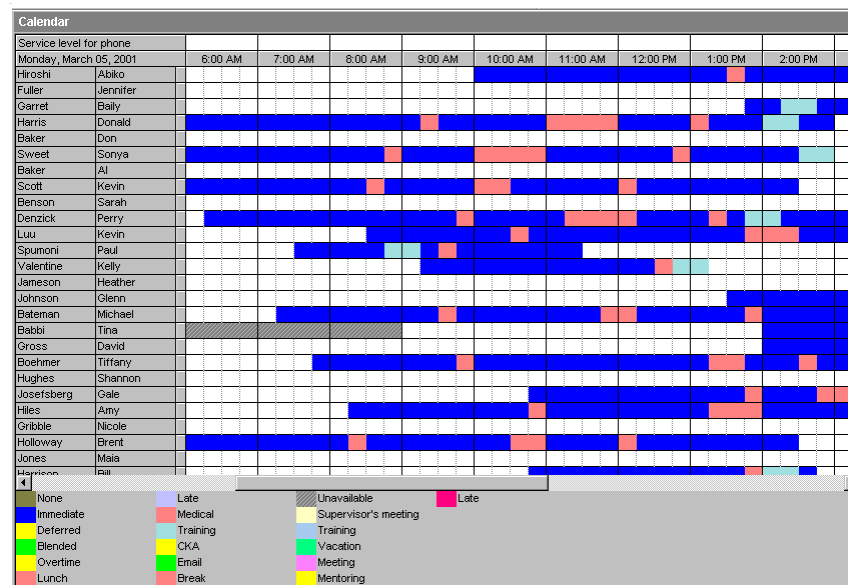 Calendar
Service level for phone
Monday, March 05, 2001 6:00 AM 7:00 AM 8:00 AM 9:00 AM 10:00 AM 11:00 AM 12:00 PM 1:00 PM 2:00 PM
Hiroshi Abiko
Fuller Jennifer
Garret Baily
Harris Donald
Baker Don
Sweet Sonya
Baker Al
Scott Kevin
Benson Sarah
Denzick Perry
Luu Kevin
Spumoni Paul
Valentine Kelly
Jameson Heather
Johnson Glenn
Bateman Michael
Babbi Tina
Gross David
Boehmer Tiffany
Hughes Shannon
Josefsberg Gale
Hiles Amy
Gribble Nicole
Holloway Brent
Jones Maia
Harrison Bill
None Late Unavailable Late
Immediate Medical Supervisor's meeting
Deferred Training Training
Blended CKA Vacation
Overtime Email Meeting
Lunch Break Mentoring